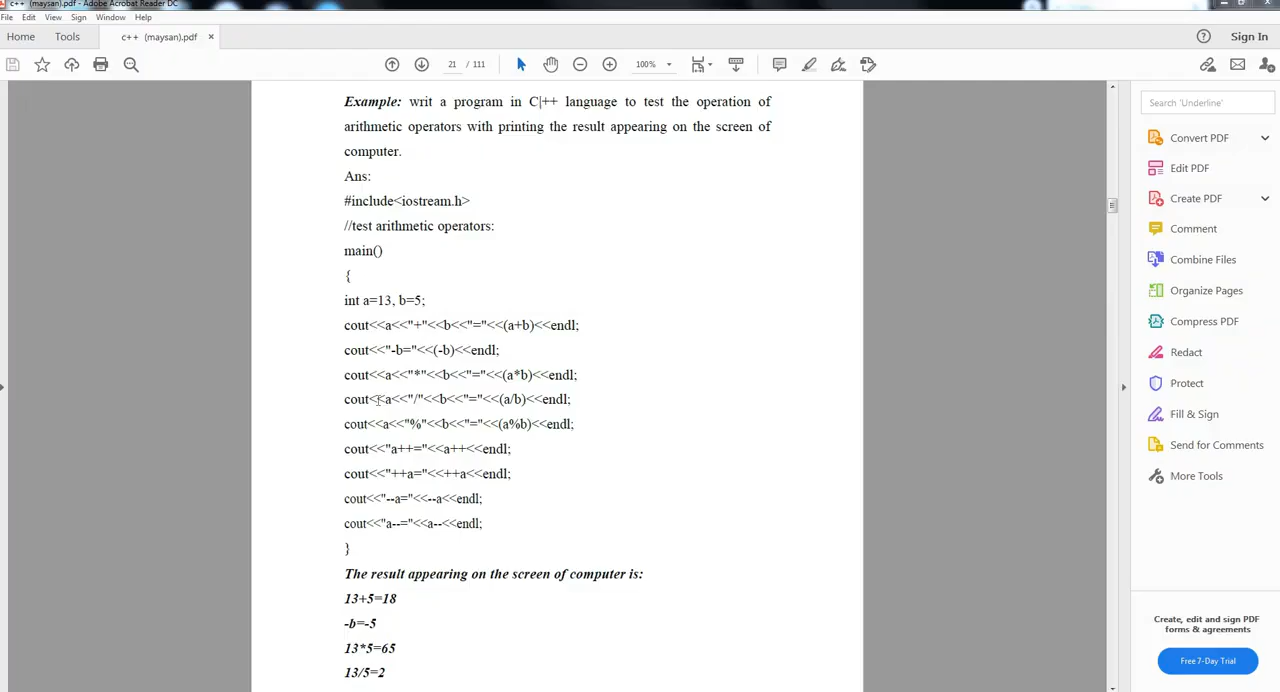 c++ (maysan).pdf - Adobe Acrobat Reader DC
File Edit View Sign Window Help
Home Tools c++ (maysan).pdf × Sign In
21 / 111 100%
Example: writ a program in C|++ language to test the operation of
arithmetic operators with printing the result appearing on the screen of
computer.
Ans:
#include<iostream.h>
//test arithmetic operators:
main()
{
int a=13, b=5;
cout<<a<<"+"<<b<<"="<<(a+b)<<endl;
cout<<"-b="<<(-b)<<endl;
cout<<a<<"*"<<b<<"="<<(a*b)<<endl;
cout<<a<<"/"<<b<<"="<<(a/b)<<endl;
cout<<a<<"%"<<b<<"="<<(a%b)<<endl;
cout<<"a++="<<a++<<endl;
cout<<"++a="<<++a<<endl;
cout<<"--a="<<--a<<endl;
cout<<"a--="<<a--<<endl;
}
The result appearing on the screen of computer is:
13+5=18
-b=-5
13*5=65
13/5=2
Search 'Underline'
Convert PDF
Edit PDF
Create PDF
Comment
Combine Files
Organize Pages
Compress PDF
Redact
Protect
Fill & Sign
Send for Comments
More Tools
Create, edit and sign PDF
forms & agreements
Free 7-Day Trial